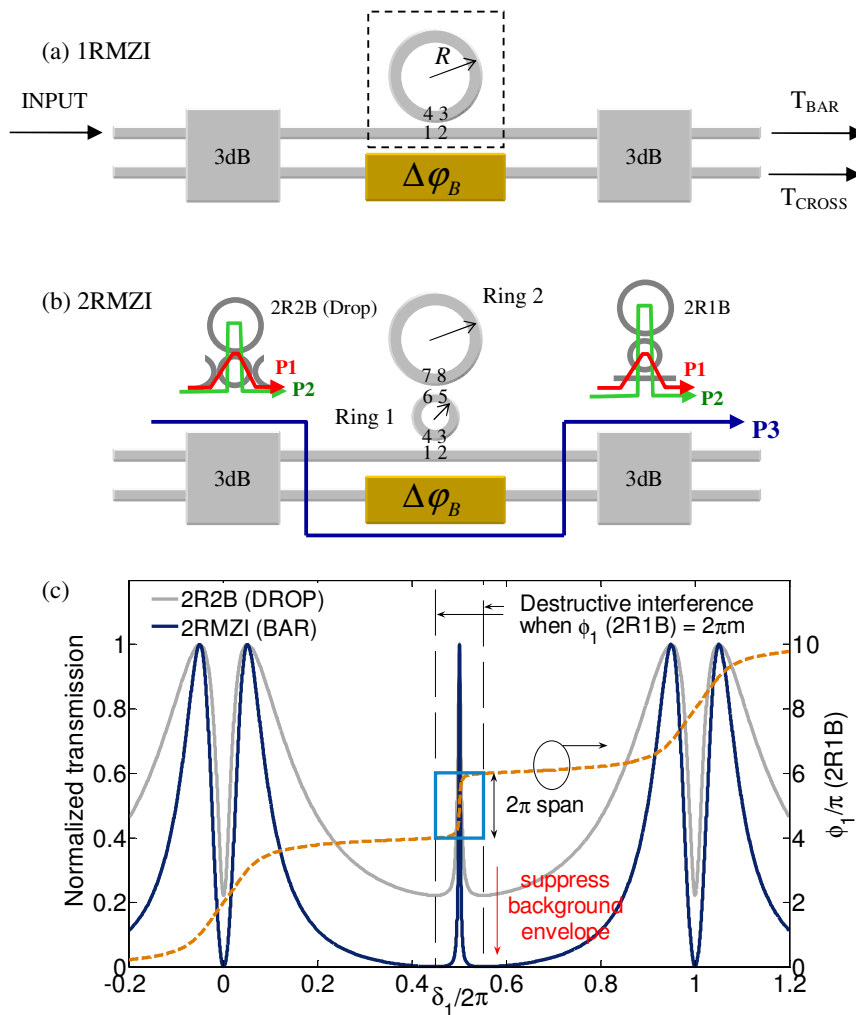 (a) 1RMZI
R
INPUT
4 3
1 2
T_BAR
3dB
Δφ_B
3dB
T_CROSS
(b) 2RMZI
2R2B (Drop)
Ring 2
2R1B
P1
P2
7 8
6 5
P1
P2
Ring 1
4 3
1 2
P3
3dB
Δφ_B
3dB
(c)
2R2B (DROP)
2RMZI (BAR)
Destructive interference
when ϕ₁ (2R1B) = 2πm
Normalized transmission
1
0.8
0.6
0.4
0.2
0
2π span
suppress
background
envelope
10
8
6
4
2
0
ϕ₁/π (2R1B)
-0.2
0
0.2
0.4
0.6
0.8
1
1.2
δ₁/2π